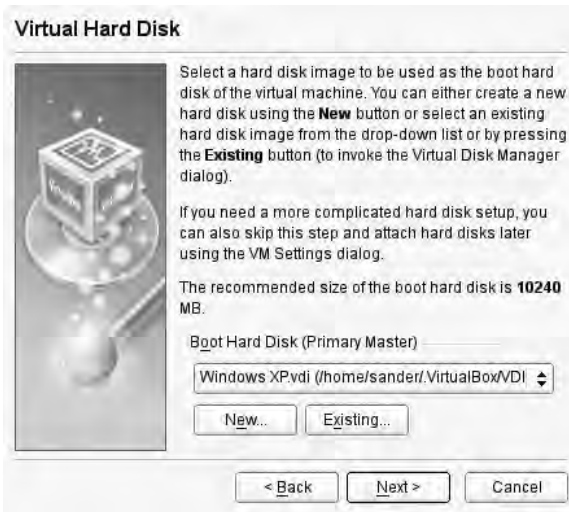 Virtual Hard Disk
Select a hard disk image to be used as the boot hard
disk of the virtual machine. You can either create a new
hard disk using the New button or select an existing
hard disk image from the drop-down list or by pressing
the Existing button (to invoke the Virtual Disk Manager
dialog).
If you need a more complicated hard disk setup, you
can also skip this step and attach hard disks later
using the VM Settings dialog.
The recommended size of the boot hard disk is 10240
MB.
Boot Hard Disk (Primary Master)
Windows XP.vdi (/home/sander/.VirtualBox/VDI
New...
Existing...
< Back
Next >
Cancel